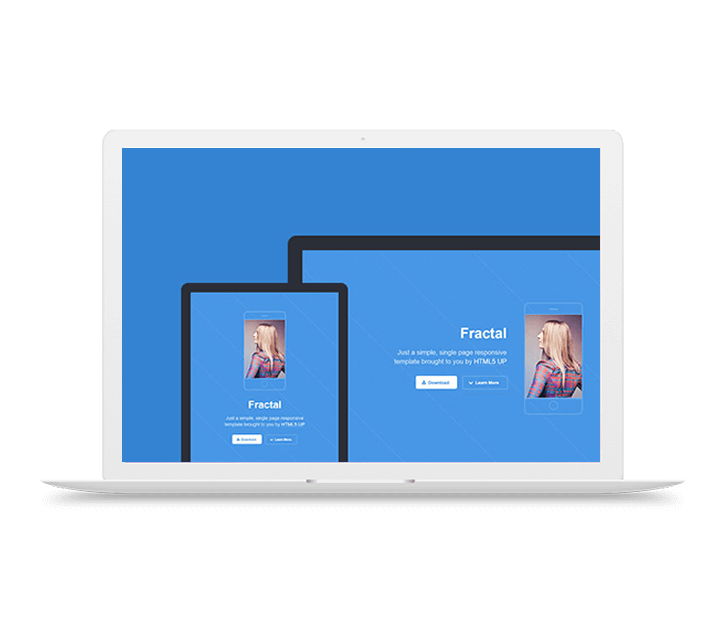 Fractal
Just a simple, single page responsive
template brought to you by HTML5 UP
Download
Learn More
Fractal
Just a simple, single page responsive
template brought to you by HTML5 UP
Download
Learn More